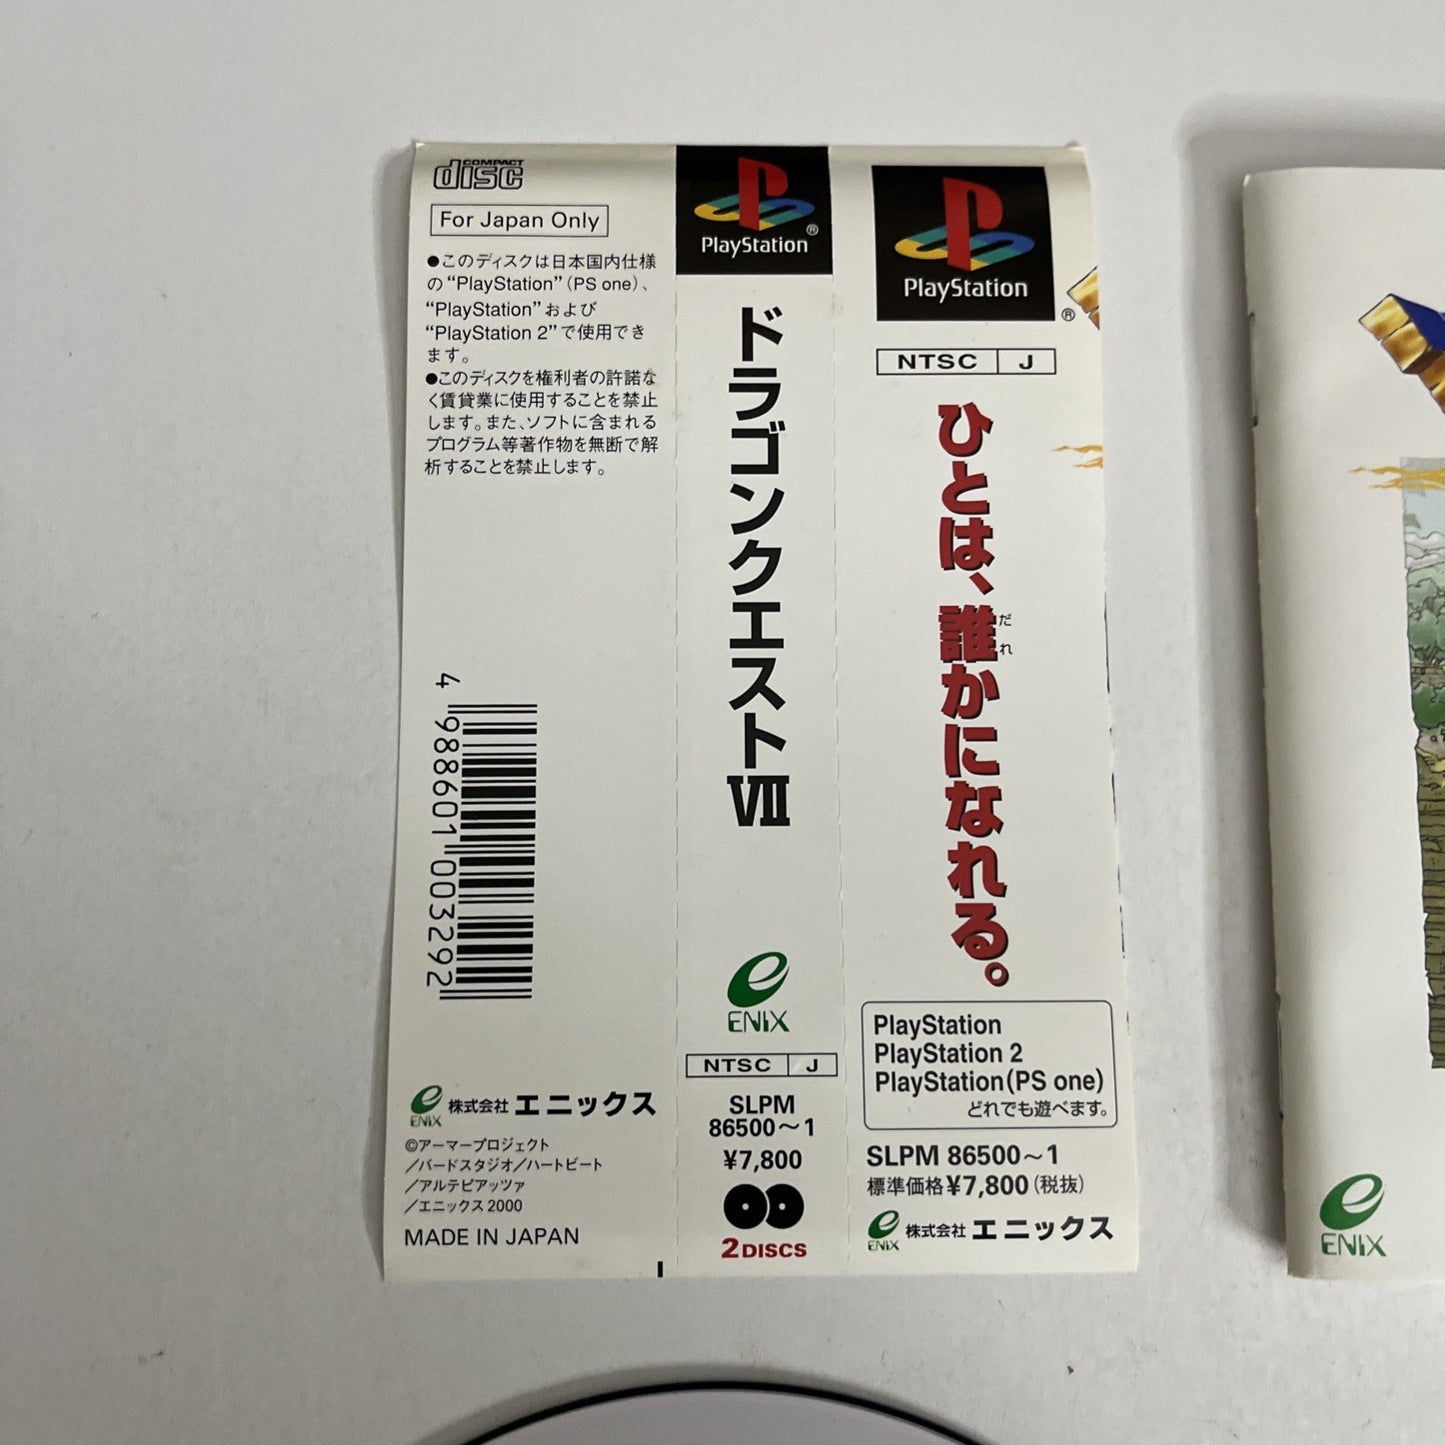 COMPACT
disc
For Japan Only
●このディスクは日本国内仕様
の“PlayStation”(PS one)、
“PlayStation”および
“PlayStation 2”で使用でき
ます。
●このディスクを権利者の許諾な
く賃貸業に使用することを禁止
します。また、ソフトに含まれる
プログラム等著作物を無断で解
析することを禁止します。
4 988601 003292
ENIX
株式会社 エニックス
©アーマープロジェクト
／バードスタジオ／ハートビート
／アルテピアッツァ
／エニックス 2000
MADE IN JAPAN
PlayStation ®
ドラゴンクエストⅦ
ENIX
NTSC J
SLPM
86500～1
¥7,800
2DISCS
PlayStation ®
NTSC J
ひとは、誰かになれる。
だれ
PlayStation
PlayStation 2
PlayStation(PS one)
どれでも遊べます。
SLPM 86500～1
標準価格¥7,800(税抜)
ENIX
株式会社 エニックス
ENIX